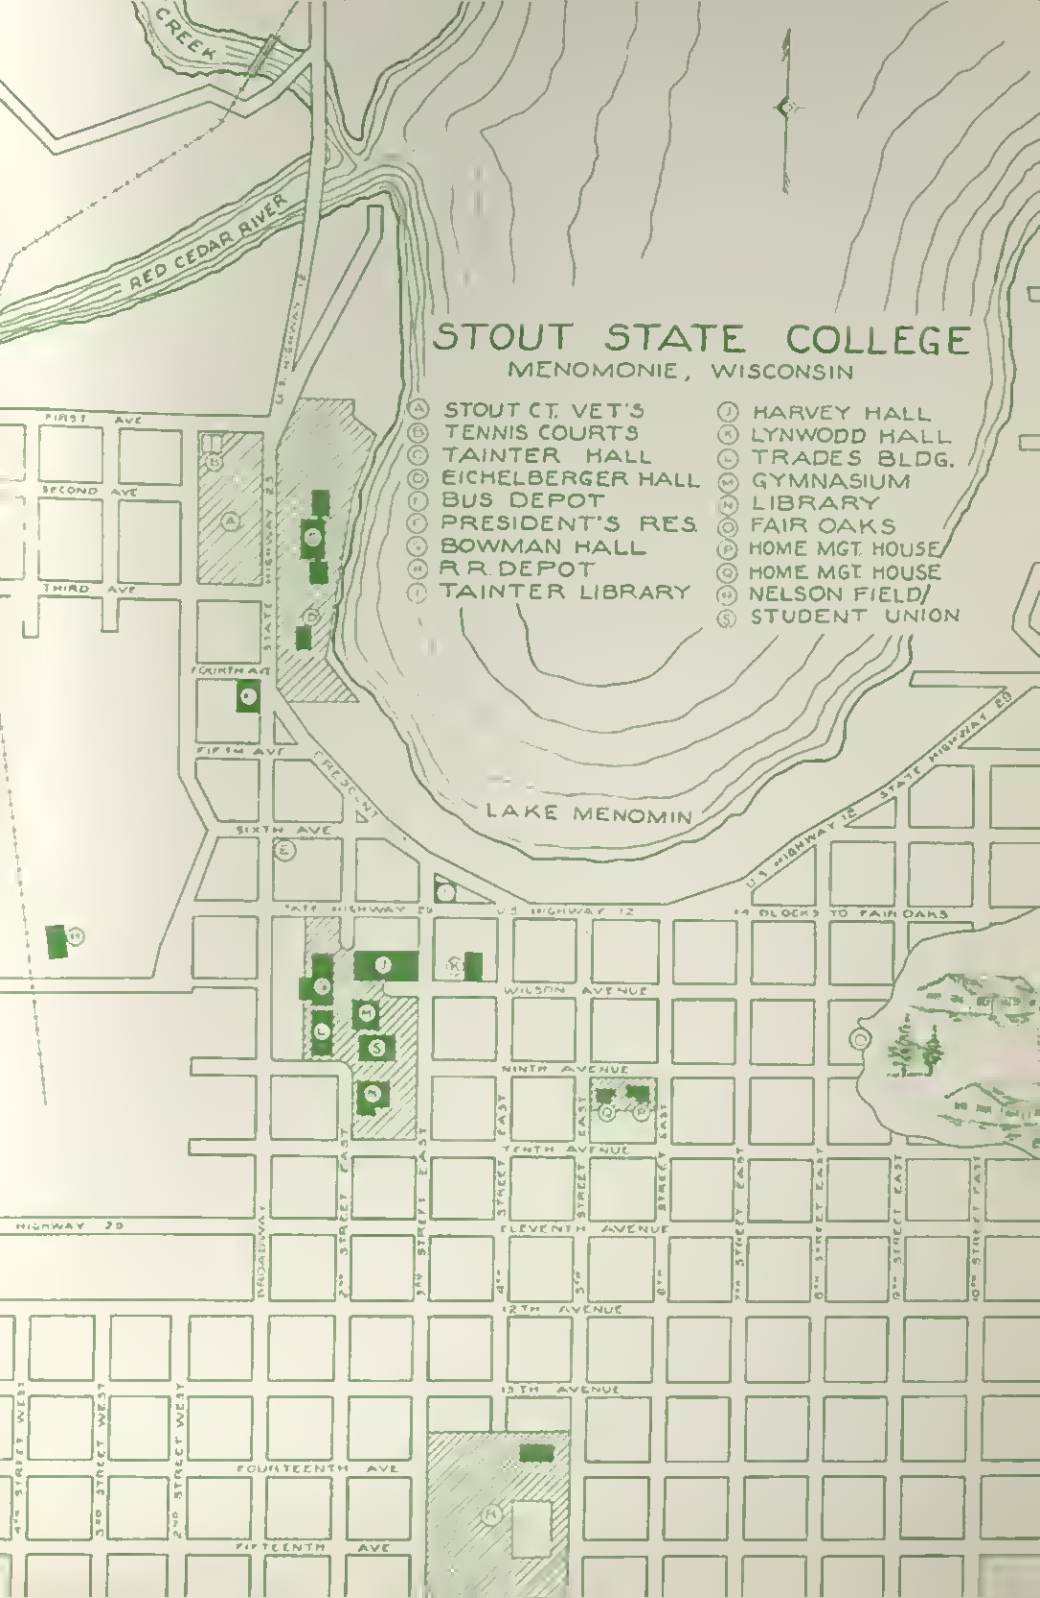 CREEK
RED CEDAR RIVER
U.S. HIGHWAY 12
STOUT STATE COLLEGE
MENOMONIE, WISCONSIN
A STOUT CT. VET'S
B TENNIS COURTS
C TAINTER HALL
D EICHELBERGER HALL
BUS DEPOT
F PRESIDENT'S RES.
G BOWMAN HALL
H R.R. DEPOT
I TAINTER LIBRARY
J HARVEY HALL
K LYNWODD HALL
L TRADES BLDG.
M GYMNASIUM
N LIBRARY
O FAIR OAKS
P HOME MGT. HOUSE
Q HOME MGT. HOUSE
NELSON FIELD
S STUDENT UNION
FIRST AVE
B
SECOND AVE
A
STATE HIGHWAY 25
THIRD AVE
D
FOURTH AVE
FIFTH AVE
CRESCENT
STATE HIGHWAY 29
LAKE MENOMIN
U.S. HIGHWAY 12
SIXTH AVE
E
STATE HIGHWAY 29
U.S. HIGHWAY 12
14 BLOCKS TO FAIR OAKS
H
J
K
G
WILSON AVENUE
M
L
S
O
NINTH AVENUE
N
Q
P
TENTH AVENUE
HIGHWAY 29
ELEVENTH AVENUE
BROADWAY
2ND STREET EAST
3RD STREET EAST
4TH STREET EAST
5TH STREET EAST
6TH STREET EAST
7TH STREET EAST
8TH STREET EAST
9TH STREET EAST
10TH STREET EAST
12TH AVENUE
13TH AVENUE
4TH STREET WEST
3RD STREET WEST
2ND STREET WEST
FOURTEENTH AVE
R
FIFTEENTH AVE